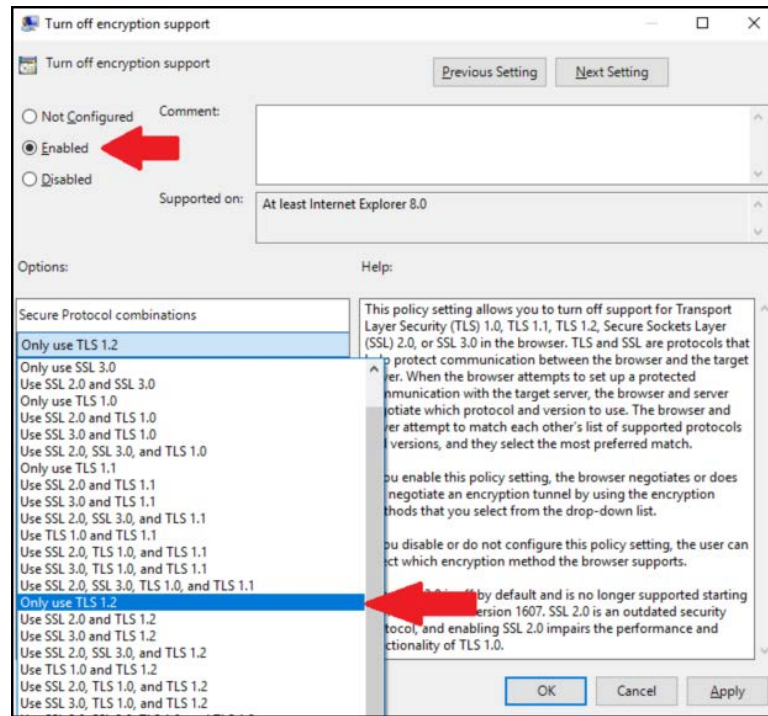 Turn off encryption support
Turn off encryption support
Previous Setting
Next Setting
Not Configured
Comment:
Enabled
Disabled
Supported on:
At least Internet Explorer 8.0
Options:
Help:
Secure Protocol combinations
Only use TLS 1.2
Only use SSL 3.0
Use SSL 2.0 and SSL 3.0
Only use TLS 1.0
Use SSL 2.0 and TLS 1.0
Use SSL 3.0 and TLS 1.0
Use SSL 2.0, SSL 3.0, and TLS 1.0
Only use TLS 1.1
Use SSL 2.0 and TLS 1.1
Use SSL 3.0 and TLS 1.1
Use SSL 2.0, SSL 3.0, and TLS 1.1
Use TLS 1.0 and TLS 1.1
Use SSL 2.0, TLS 1.0, and TLS 1.1
Use SSL 3.0, TLS 1.0, and TLS 1.1
Use SSL 2.0, SSL 3.0, TLS 1.0, and TLS 1.1
Only use TLS 1.2
Use SSL 2.0 and TLS 1.2
Use SSL 3.0 and TLS 1.2
Use SSL 2.0, SSL 3.0, and TLS 1.2
Use TLS 1.0 and TLS 1.2
Use SSL 2.0, TLS 1.0, and TLS 1.2
Use SSL 3.0, TLS 1.0, and TLS 1.2
This policy setting allows you to turn off support for Transport
Layer Security (TLS) 1.0, TLS 1.1, TLS 1.2, Secure Sockets Layer
(SSL) 2.0, or SSL 3.0 in the browser. TLS and SSL are protocols that
protect communication between the browser and the target
When the browser attempts to set up a protected
with the target server, the browser and server
which protocol and version to use. The browser and
attempt to match each other's list of supported protocols
versions, and they select the most preferred match.
enable this policy setting, the browser negotiates or does
negotiate an encryption tunnel by using the encryption
that you select from the drop-down list.
disable or do not configure this policy setting, the user can
which encryption method the browser supports.
by default and is no longer supported starting
1607. SSL 2.0 is an outdated security
and enabling SSL 2.0 impairs the performance and
of TLS 1.0.
OK
Cancel
Apply